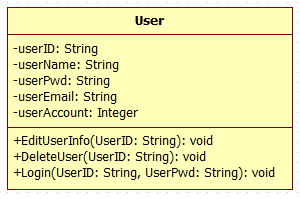 User
-userID: String
-userName: String
-userPwd: String
-userEmail: String
-userAccount: Integer
+EditUserInfo(UserID: String): void
+DeleteUser(UserID: String): void
+Login(UserID: String, UserPwd: String): void